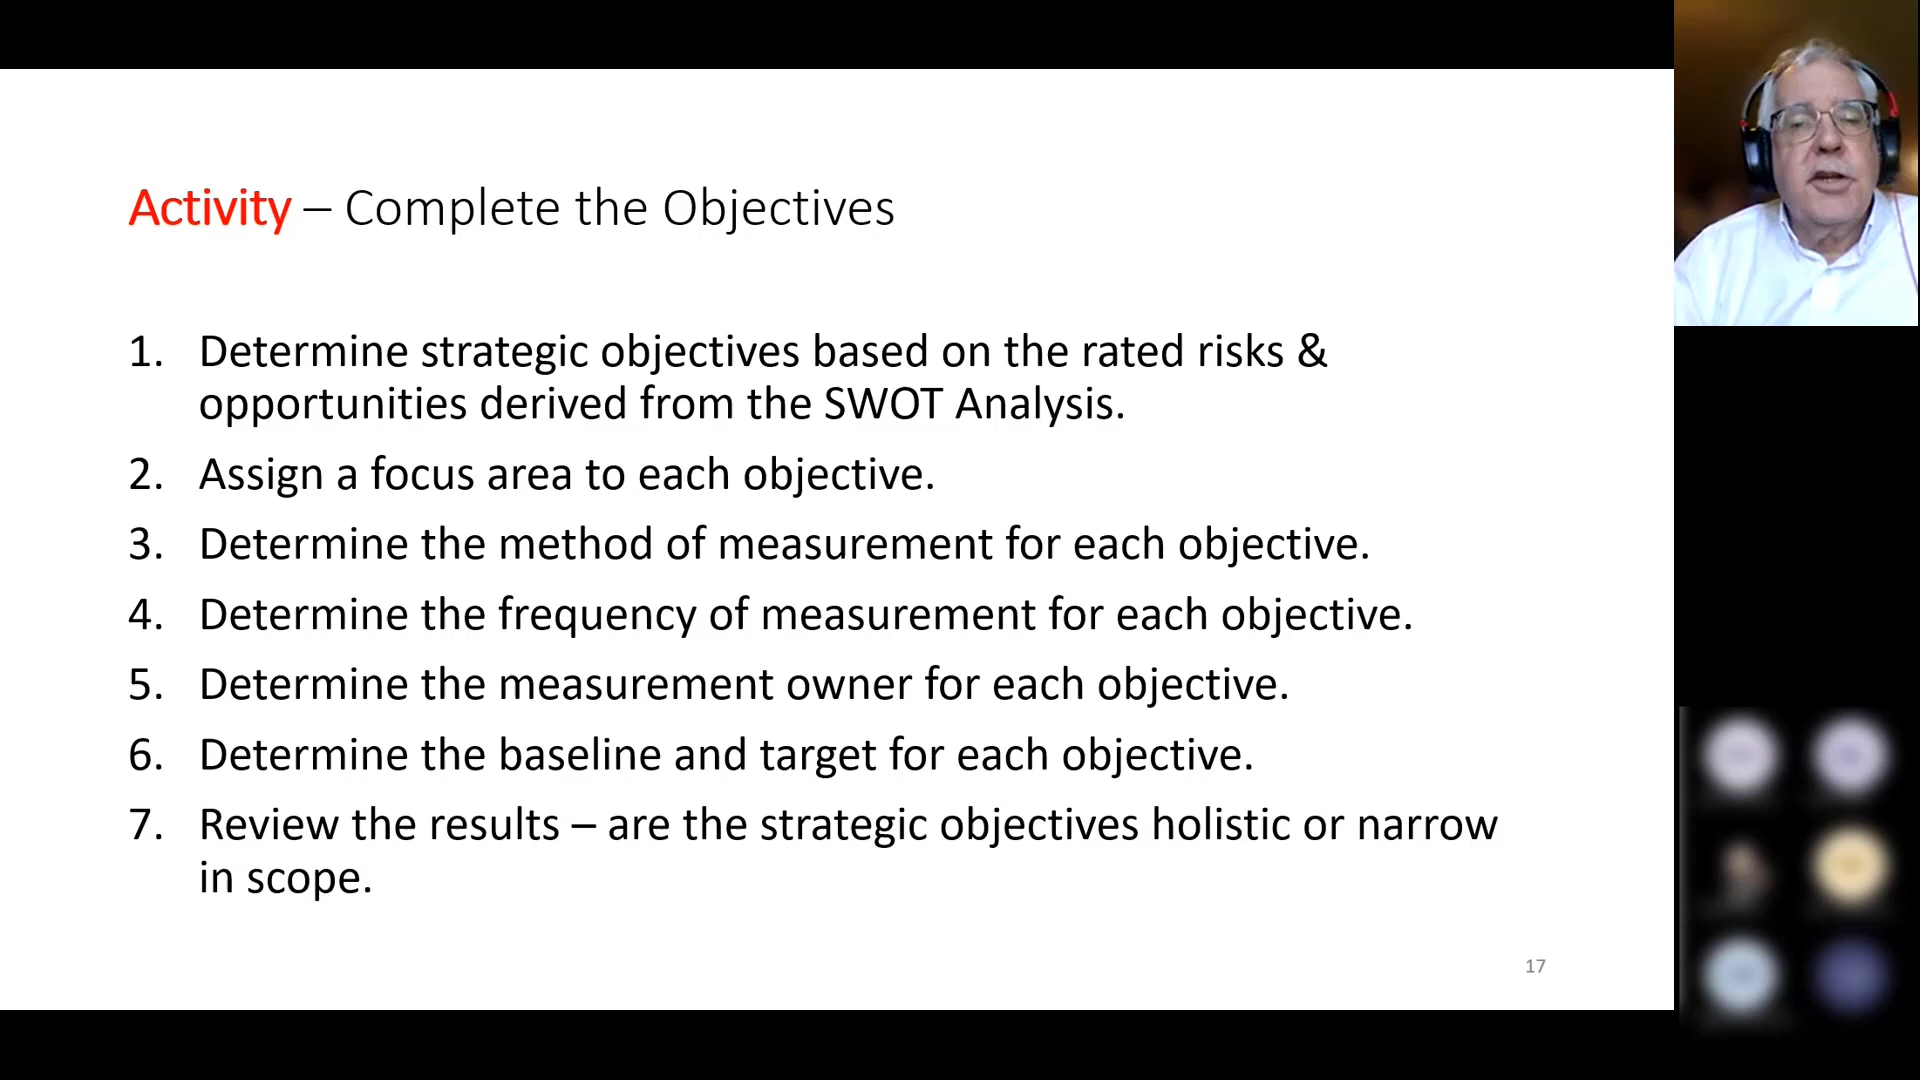 Activity – Complete the Objectives
1. Determine strategic objectives based on the rated risks &
opportunities derived from the SWOT Analysis.
2. Assign a focus area to each objective.
3. Determine the method of measurement for each objective.
4. Determine the frequency of measurement for each objective.
5. Determine the measurement owner for each objective.
6. Determine the baseline and target for each objective.
7. Review the results – are the strategic objectives holistic or narrow
in scope.
17